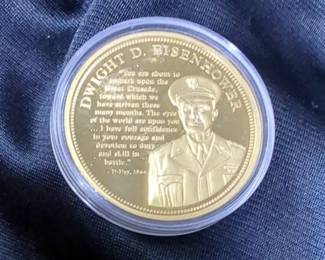 DWIGHT D. EISENHOWER
"You are about to
embark upon the
Great Crusade,
toward which we
have striven these
many months. The eyes
of the world are upon you
... I have full confidence
in your courage and
devotion to duty
and skill in
battle."
D-Day, 1944